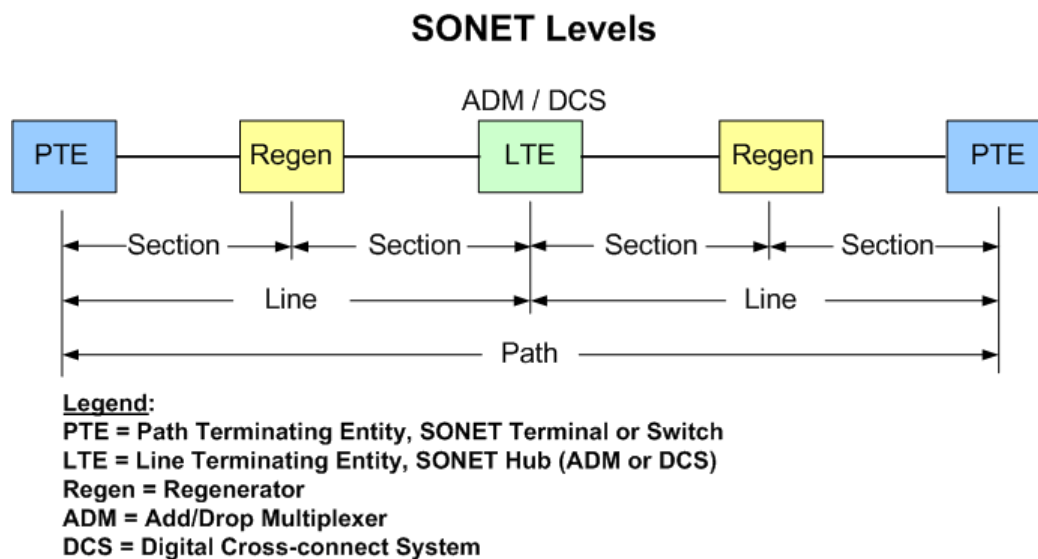 SONET Levels
ADM / DCS
PTE Regen LTE Regen PTE
Section Section Section Section
Line Line
Path
Legend:
PTE = Path Terminating Entity, SONET Terminal or Switch
LTE = Line Terminating Entity, SONET Hub (ADM or DCS)
Regen = Regenerator
ADM = Add/Drop Multiplexer
DCS = Digital Cross-connect System